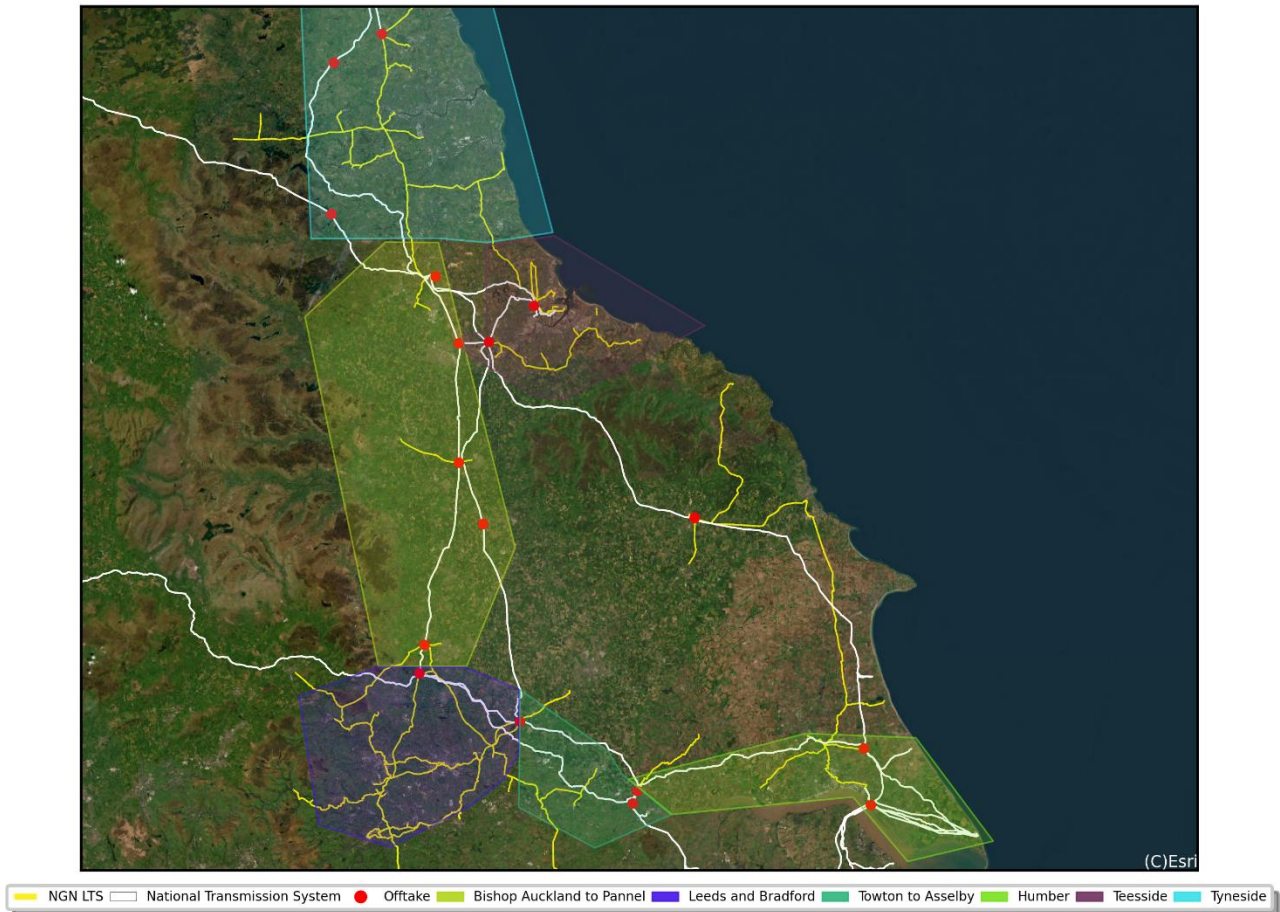 (C)Esri
NGN LTS National Transmission System Offtake Bishop Auckland to Pannel Leeds and Bradford Towton to Asselby Humber Teesside Tyneside